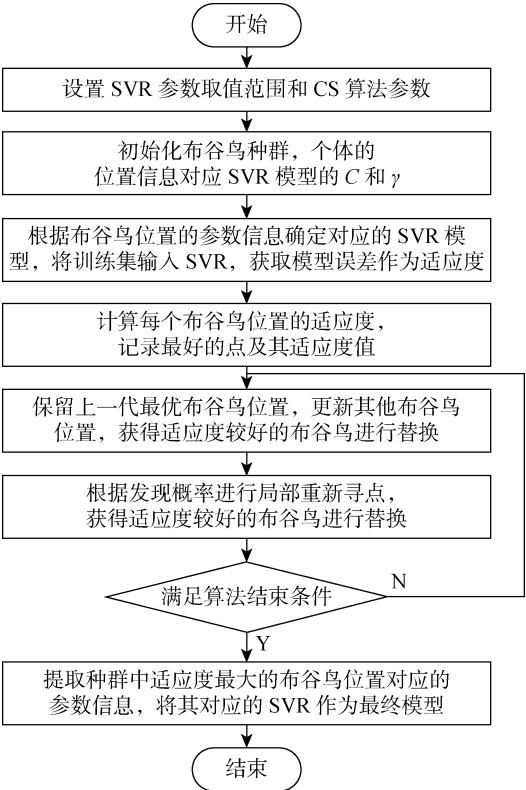 开始
设置 SVR 参数取值范围和 CS 算法参数
初始化布谷鸟种群，个体的
位置信息对应 SVR 模型的 C 和 γ
根据布谷鸟位置的参数信息确定对应的 SVR 模
型，将训练集输入 SVR，获取模型误差作为适应度
计算每个布谷鸟位置的适应度，
记录最好的点及其适应度值
保留上一代最优布谷鸟位置，更新其他布谷鸟
位置，获得适应度较好的布谷鸟进行替换
根据发现概率进行局部重新寻点，
获得适应度较好的布谷鸟进行替换
满足算法结束条件
N
Y
提取种群中适应度最大的布谷鸟位置对应的
参数信息，将其对应的 SVR 作为最终模型
结束